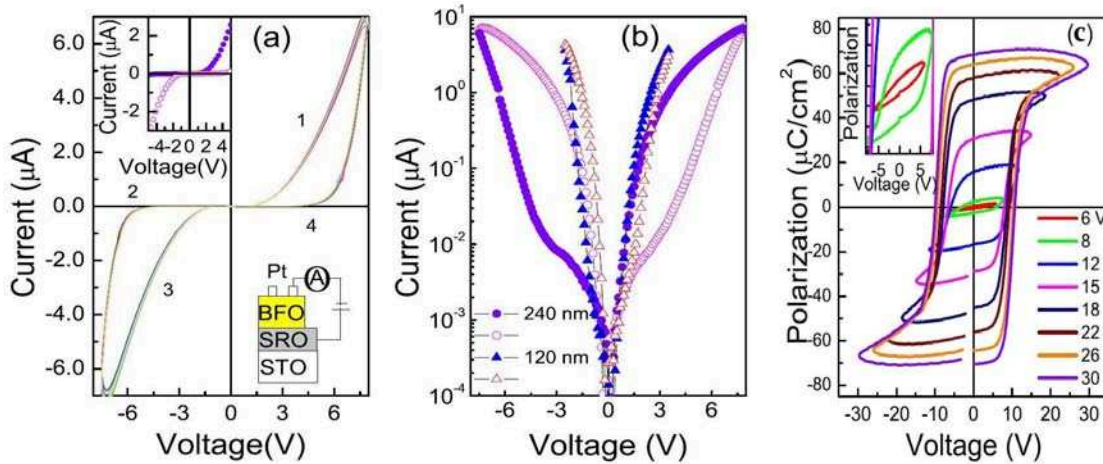 (a)
Current (μA)
6.0
4.0
2.0
0.0
-2.0
-4.0
-6.0
-6
-3
0
3
6
Voltage(V)
1
2
3
4
Current (μA)
2
0
-2
-4
-2
0
2
4
Voltage(V)
Pt
A
BFO
SRO
STO
(b)
Current (μA)
10¹
10⁰
10⁻¹
10⁻²
10⁻³
10⁻⁴
-6
-3
0
3
6
Voltage (V)
240 nm
120 nm
(c)
Polarization (μC/cm²)
80
60
40
20
0
-20
-40
-60
-80
-30
-20
-10
0
10
20
30
Voltage (V)
Polarization
-5
0
5
Voltage (V)
6 V
8
12
15
18
22
26
30